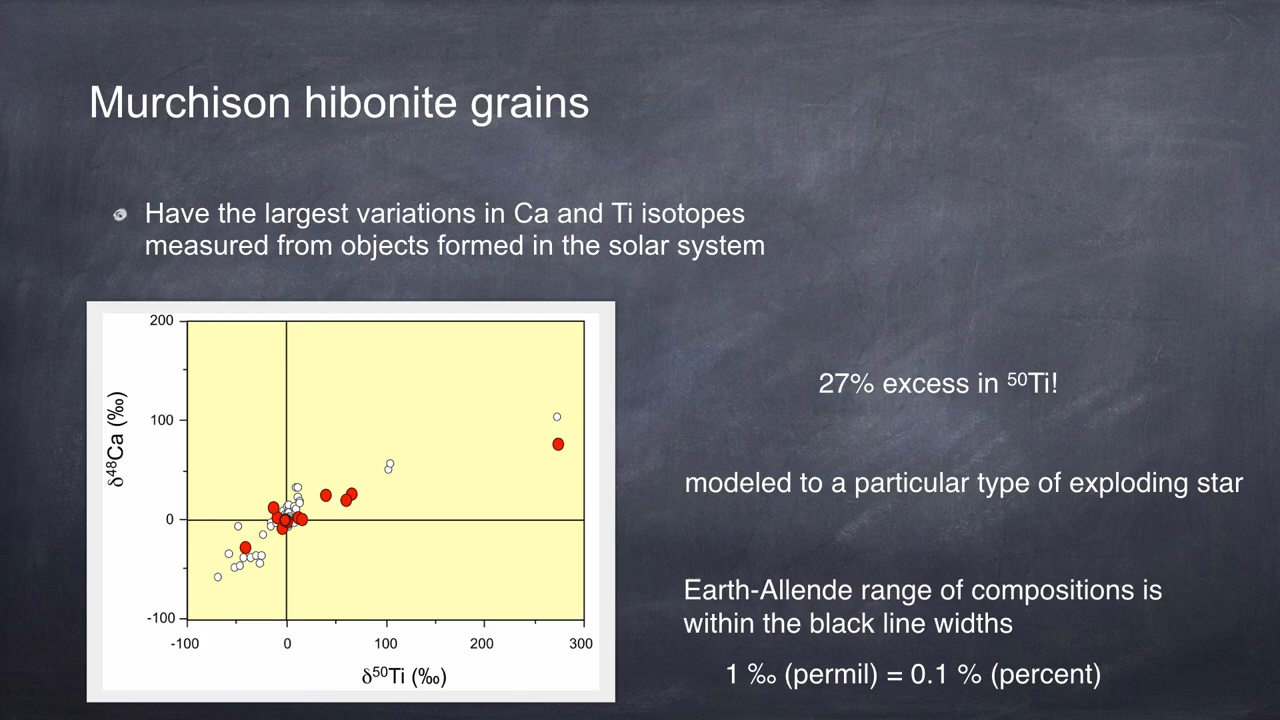 Murchison hibonite grains
Have the largest variations in Ca and Ti isotopes
measured from objects formed in the solar system
200
100
0
-100
δ⁴⁸Ca (‰)
-100 0 100 200 300
δ⁵⁰Ti (‰)
27% excess in ⁵⁰Ti!
modeled to a particular type of exploding star
Earth-Allende range of compositions is
within the black line widths
1 ‰ (permil) = 0.1 % (percent)